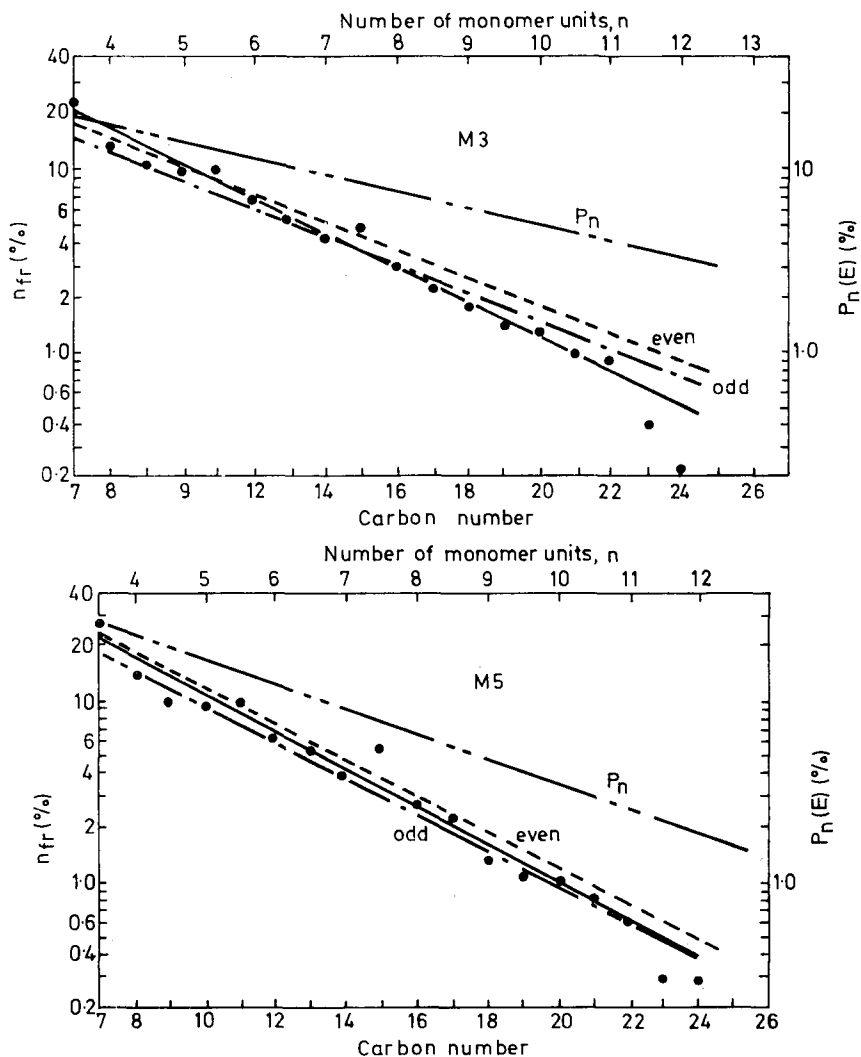 Number of monomer units, n
4 5 6 7 8 9 10 11 12 13
40
20
10
6
4
2
1·0
0·6
0·4
0·2
n_fr (%)
M3
P_n
even
odd
10
1·0
P_n(E) (%)
7 8 9 12 14 16 18 20 22 24 26
Carbon number
Number of monomer units, n
4 5 6 7 8 9 10 11 12
40
20
10
6
4
2
1·0
0·6
0·4
0·2
n_fr (%)
M5
P_n
odd
even
10
1·0
P_n(E) (%)
7 8 10 12 14 16 18 20 22 24 26
Carbon number